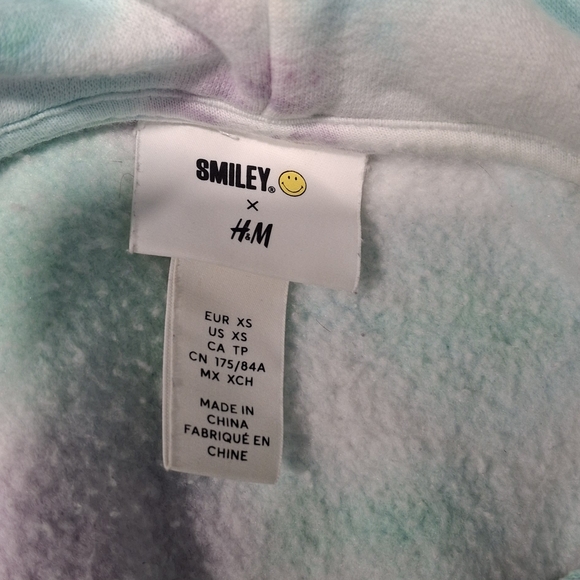 SMILEY®
×
H&M
EUR XS
US XS
CA TP
CN 175/84A
MX XCH
MADE IN
CHINA
FABRIQUÉ EN
CHINE